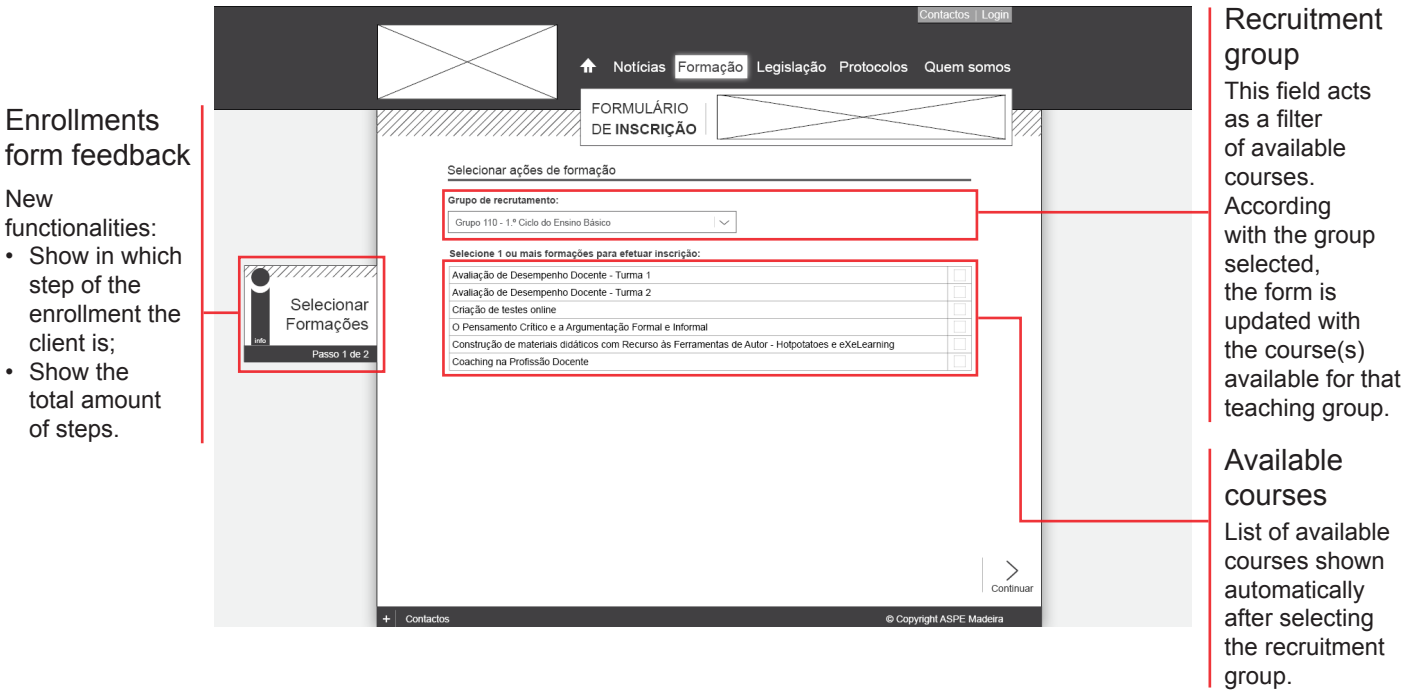 Enrollments
form feedback
New
functionalities:
• Show in which
step of the
enrollment the
client is;
• Show the
total amount
of steps.
Contactos | Login
Notícias Formação Legislação Protocolos Quem somos
FORMULÁRIO
DE INSCRIÇÃO
Selecionar ações de formação
Grupo de recrutamento:
Grupo 110 - 1.º Ciclo do Ensino Básico
Selecione 1 ou mais formações para efetuar inscrição:
Avaliação de Desempenho Docente - Turma 1
Avaliação de Desempenho Docente - Turma 2
Criação de testes online
O Pensamento Crítico e a Argumentação Formal e Informal
Construção de materiais didáticos com Recurso às Ferramentas de Autor - Hotpotatoes e eXeLearning
Coaching na Profissão Docente
Selecionar
Formações
info
Passo 1 de 2
Continuar
+ Contactos
© Copyright ASPE Madeira
Recruitment
group
This field acts
as a filter
of available
courses.
According
with the group
selected,
the form is
updated with
the course(s)
available for that
teaching group.
Available
courses
List of available
courses shown
automatically
after selecting
the recruitment
group.